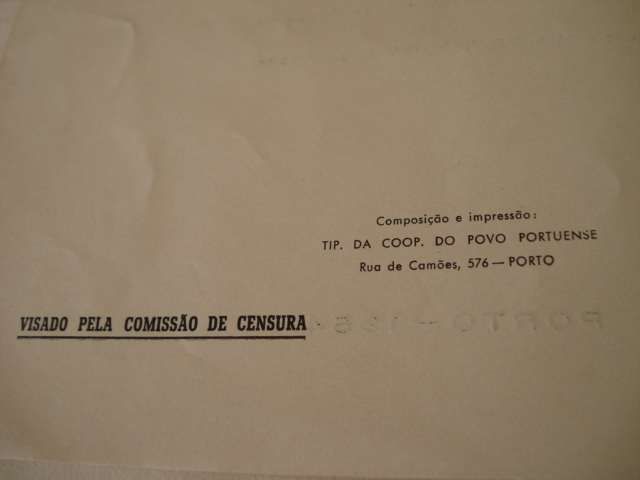 Composição e impressão:
TIP. DA COOP. DO POVO PORTUENSE
Rua de Camões, 576 — PORTO
VISADO PELA COMISSÃO DE CENSURA